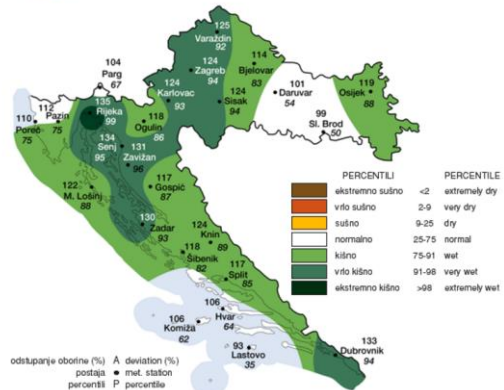 125
Varaždin
92
104
Parg
67
124
Zagreb
94
114
Bjelovar
83
124
Karlovac
93
101
Daruvar
54
119
Osijek
88
112
Pazin
75
135
Rijeka
99
118
Ogulin
86
124
Sisak
94
110
Poreč
75
99
Sl. Brod
50
134
Senj
95
131
Zavižan
96
117
Gospić
87
122
M. Lošinj
88
130
Zadar
93
124
Knin
89
118
Šibenik
82
117
Split
85
106
Hvar
64
106
Komiža
62
93
Lastovo
35
133
Dubrovnik
94
PERCENTILI PERCENTILE
ekstremno sušno <2 extremely dry
vrlo sušno 2-9 very dry
sušno 9-25 dry
normalno 25-75 normal
kišno 75-91 wet
vrlo kišno 91-98 very wet
ekstremno kišno >98 extremely wet
odstupanje oborine (%) A deviation (%)
postaja met. station
percentili P percentile